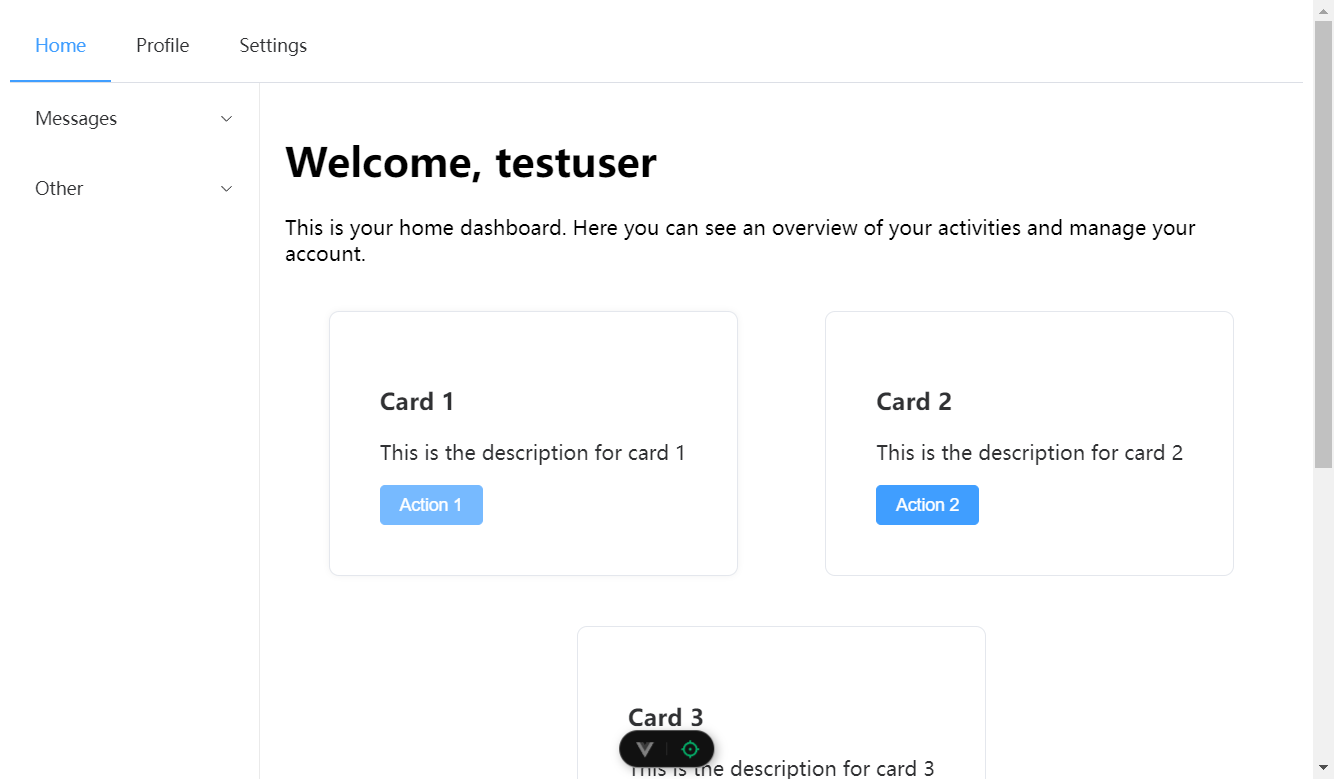 Home Profile Settings
Messages
Other
Welcome, testuser
This is your home dashboard. Here you can see an overview of your activities and manage your
account.
Card 1
This is the description for card 1
Action 1
Card 2
This is the description for card 2
Action 2
Card 3
This is the description for card 3